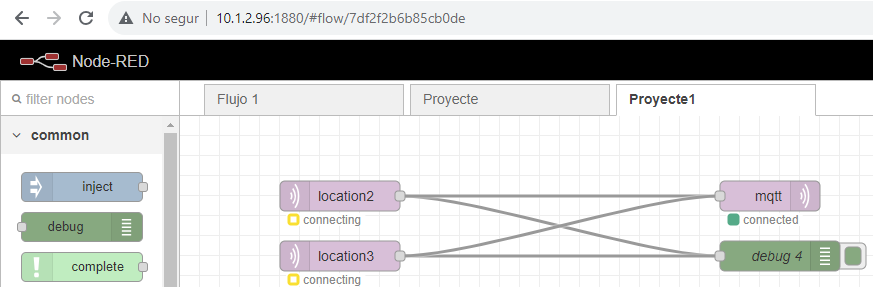 No segur 10.1.2.96:1880/#flow/7df2f2b6b85cb0de
Node-RED
filter nodes Flujo 1 Proyecte Proyecte1
common
inject location2 mqtt
connecting connected
debug
location3 debug 4
complete
connecting